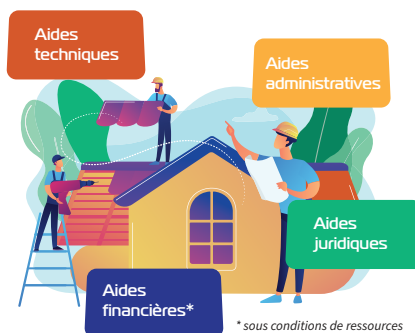 Aides
techniques
Aides
administratives
Aides
juridiques
Aides
financières*
* sous conditions de ressources